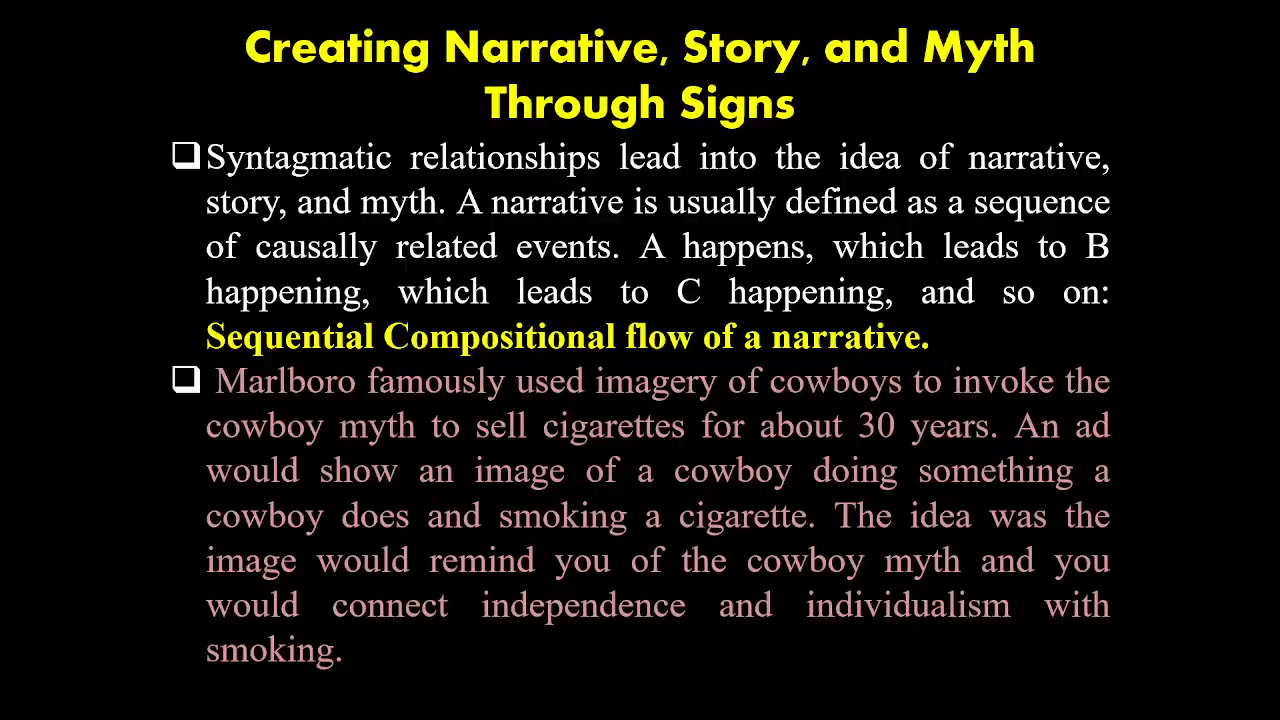 Creating Narrative, Story, and Myth
Through Signs
❑Syntagmatic relationships lead into the idea of narrative,
story, and myth. A narrative is usually defined as a sequence
of causally related events. A happens, which leads to B
happening, which leads to C happening, and so on:
Sequential Compositional flow of a narrative.
❑ Marlboro famously used imagery of cowboys to invoke the
cowboy myth to sell cigarettes for about 30 years. An ad
would show an image of a cowboy doing something a
cowboy does and smoking a cigarette. The idea was the
image would remind you of the cowboy myth and you
would connect independence and individualism with
smoking.